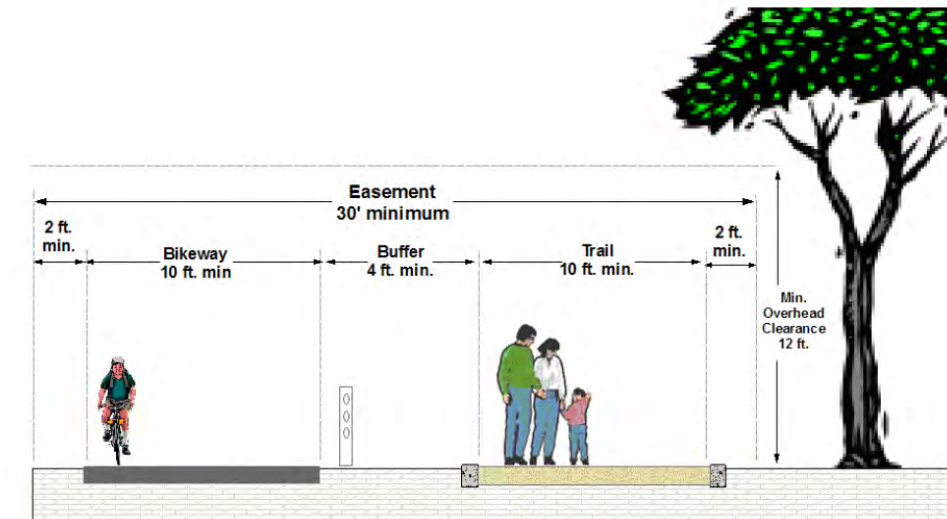 Easement
30' minimum
2 ft.
min.
Bikeway
10 ft. min
Buffer
4 ft. min.
Trail
10 ft. min.
2 ft.
min.
Min.
Overhead
Clearance
12 ft.